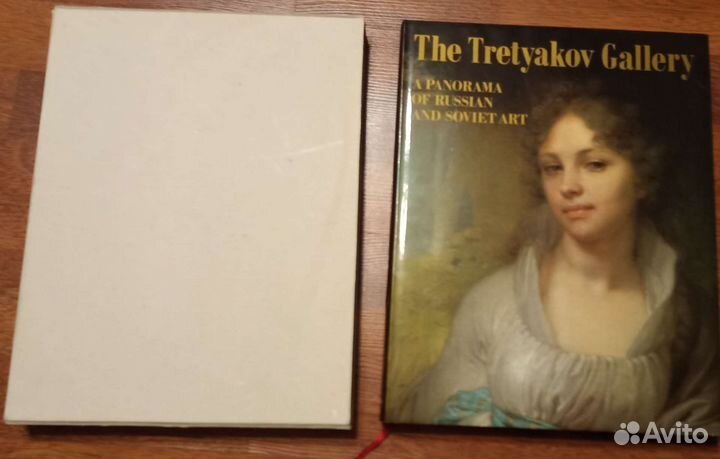 The Tretyakov Gallery
A PANORAMA
OF RUSSIAN
AND SOVIET ART
Avito